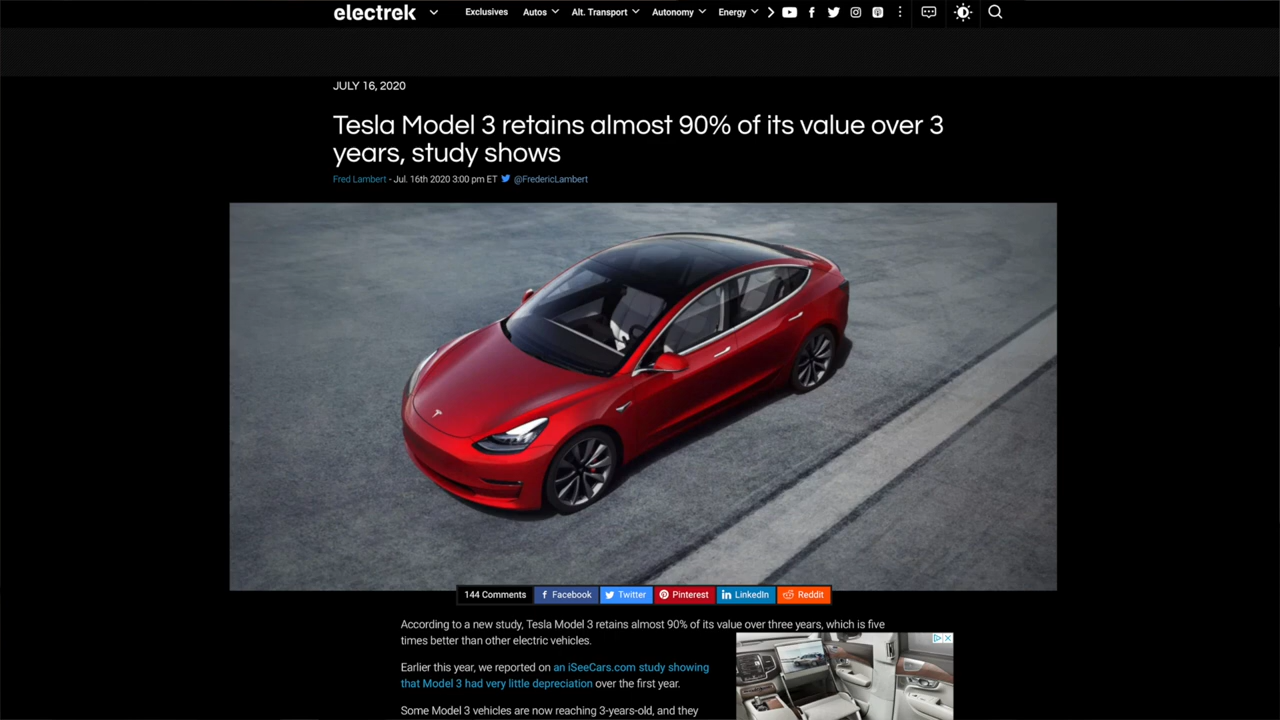 electrek
Exclusives Autos Alt. Transport Autonomy Energy
JULY 16, 2020
Tesla Model 3 retains almost 90% of its value over 3
years, study shows
Fred Lambert - Jul. 16th 2020 3:00 pm ET @FredericLambert
144 Comments Facebook Twitter Pinterest LinkedIn Reddit
According to a new study, Tesla Model 3 retains almost 90% of its value over three years, which is five
times better than other electric vehicles.
Earlier this year, we reported on an iSeeCars.com study showing
that Model 3 had very little depreciation over the first year.
Some Model 3 vehicles are now reaching 3-years-old, and they